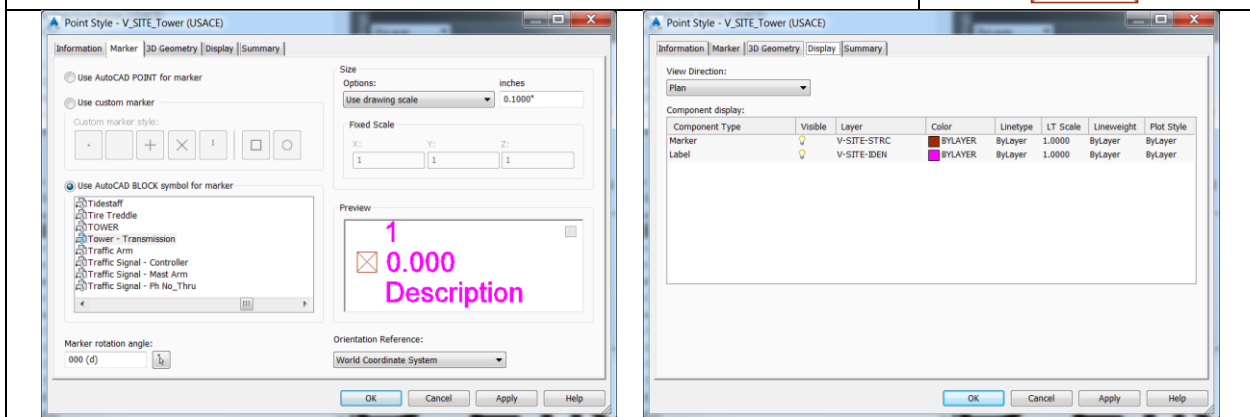 Point Style - V_SITE_Tower (USACE)
Information Marker 3D Geometry Display Summary
Use AutoCAD POINT for marker
Use custom marker
Custom marker style:
Use AutoCAD BLOCK symbol for marker
Tidestaff
Tire Treddle
TOWER
Tower - Transmission
Traffic Arm
Traffic Signal - Controller
Traffic Signal - Mast Arm
Traffic Signal - Ph No_Thru
Marker rotation angle:
000 (d)
Size
Options: inches
Use drawing scale 0.1000"
Fixed Scale
X: Y: Z:
1 1 1
Preview
1
0.000
Description
Orientation Reference:
World Coordinate System
OK Cancel Apply Help
Point Style - V_SITE_Tower (USACE)
Information Marker 3D Geometry Display Summary
View Direction:
Plan
Component display:
Component Type Visible Layer Color Linetype LT Scale Lineweight Plot Style
Marker V-SITE-STRC BYLAYER ByLayer 1.0000 ByLayer ByLayer
Label V-SITE-IDEN BYLAYER ByLayer 1.0000 ByLayer ByLayer
OK Cancel Apply Help